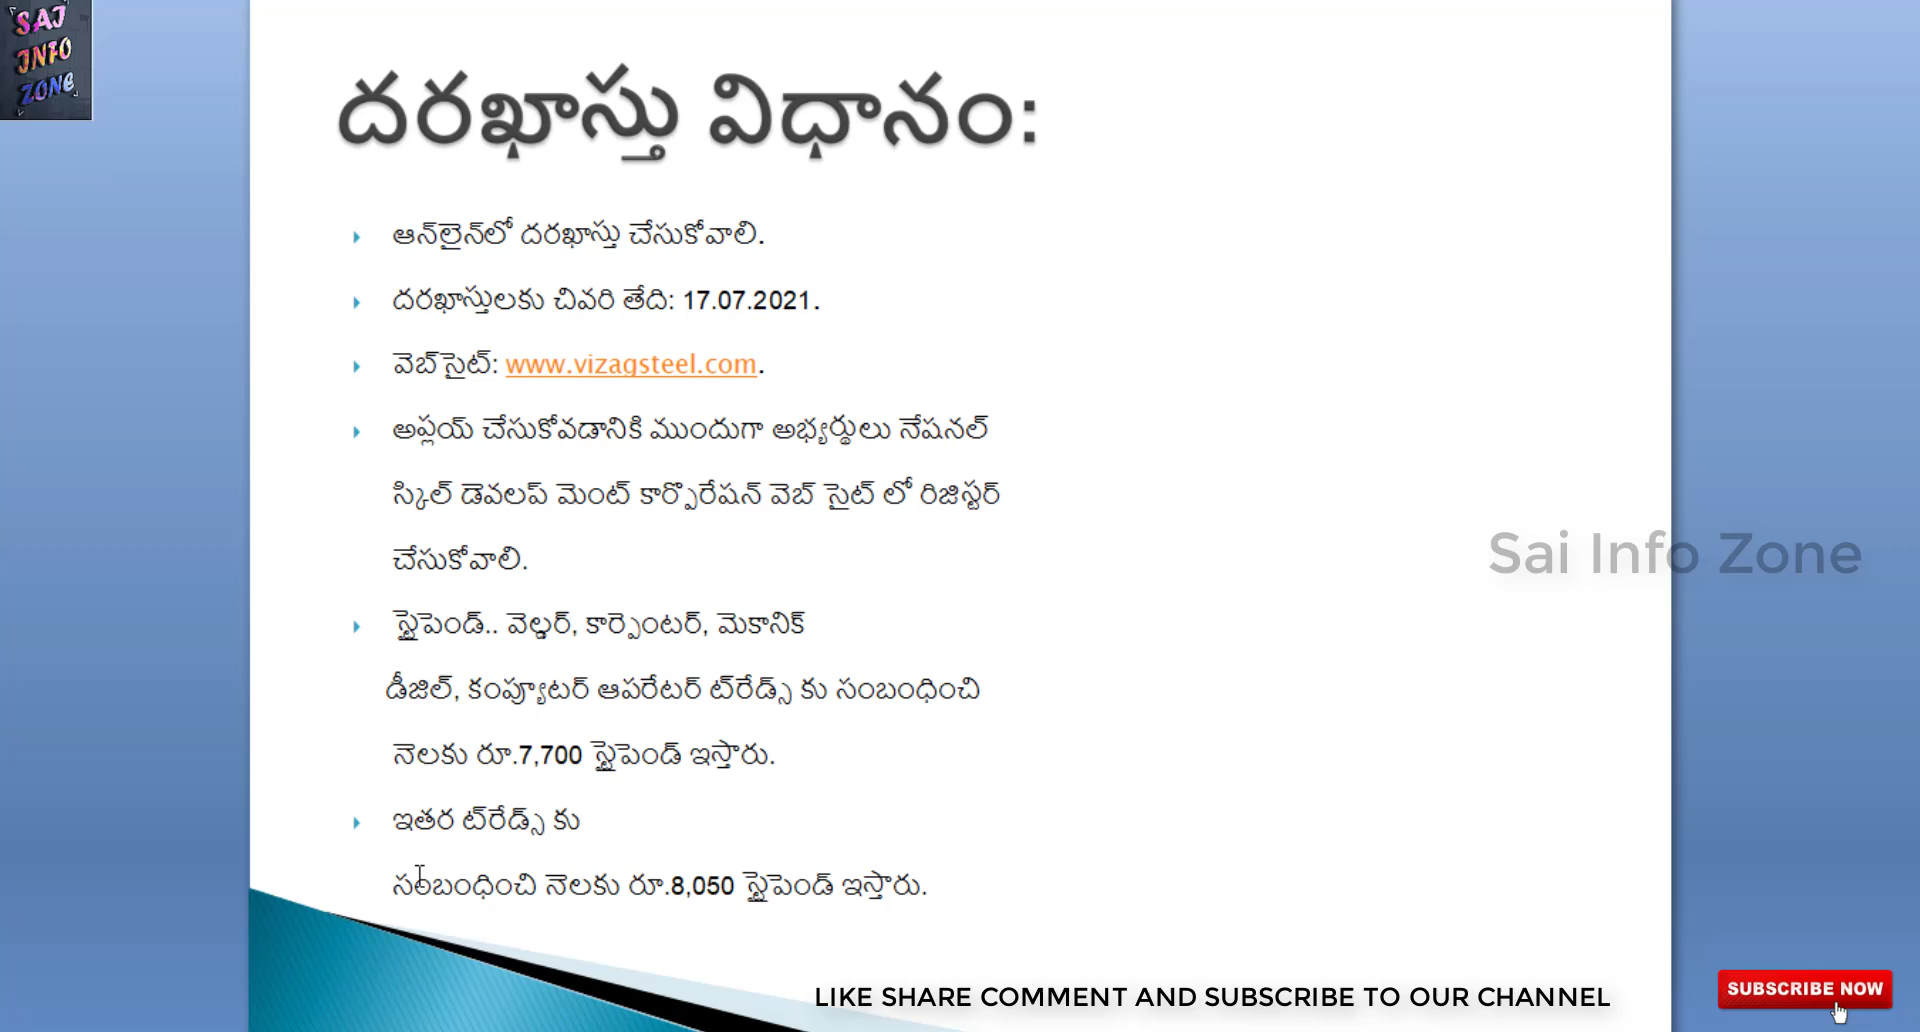 SAI
INFO
ZONE
దరఖాస్తు విధానం:
ఆన్‌లైన్‌లో దరఖాస్తు చేసుకోవాలి.
దరఖాస్తులకు చివరి తేది: 17.07.2021.
వెబ్‌సైట్: www.vizagsteel.com.
అప్లయ్ చేసుకోవడానికి ముందుగా అభ్యర్థులు నేషనల్
స్కిల్ డెవలప్ మెంట్ కార్పొరేషన్ వెబ్ సైట్ లో రిజిస్టర్
చేసుకోవాలి.
స్టైపెండ్.. వెల్డర్, కార్పెంటర్, మెకానిక్
డీజిల్, కంప్యూటర్ ఆపరేటర్ ట్‌రేడ్స్ కు సంబంధించి
నెలకు రూ.7,700 స్టైపెండ్ ఇస్తారు.
ఇతర ట్‌రేడ్స్ కు
సంబంధించి నెలకు రూ.8,050 స్టైపెండ్ ఇస్తారు.
Sai Info Zone
LIKE SHARE COMMENT AND SUBSCRIBE TO OUR CHANNEL
SUBSCRIBE NOW